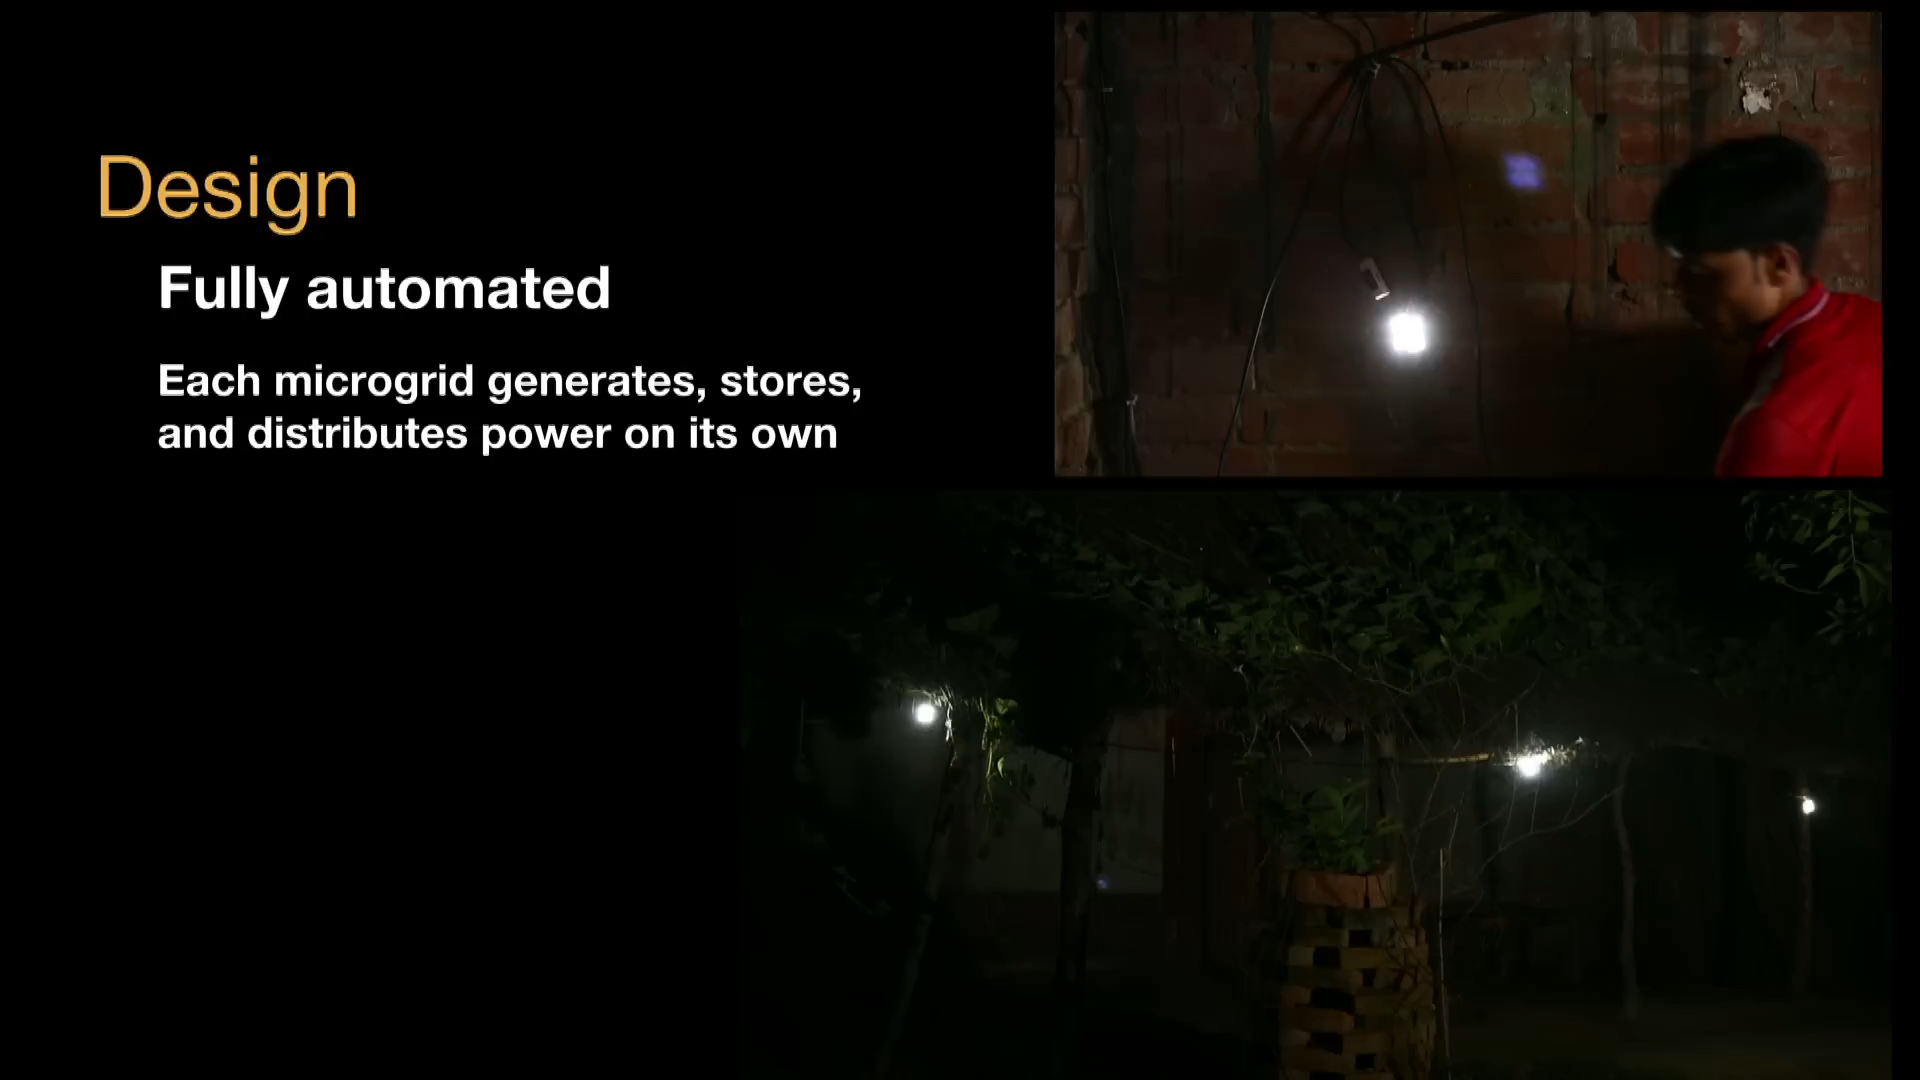 Design
Fully automated
Each microgrid generates, stores,
and distributes power on its own